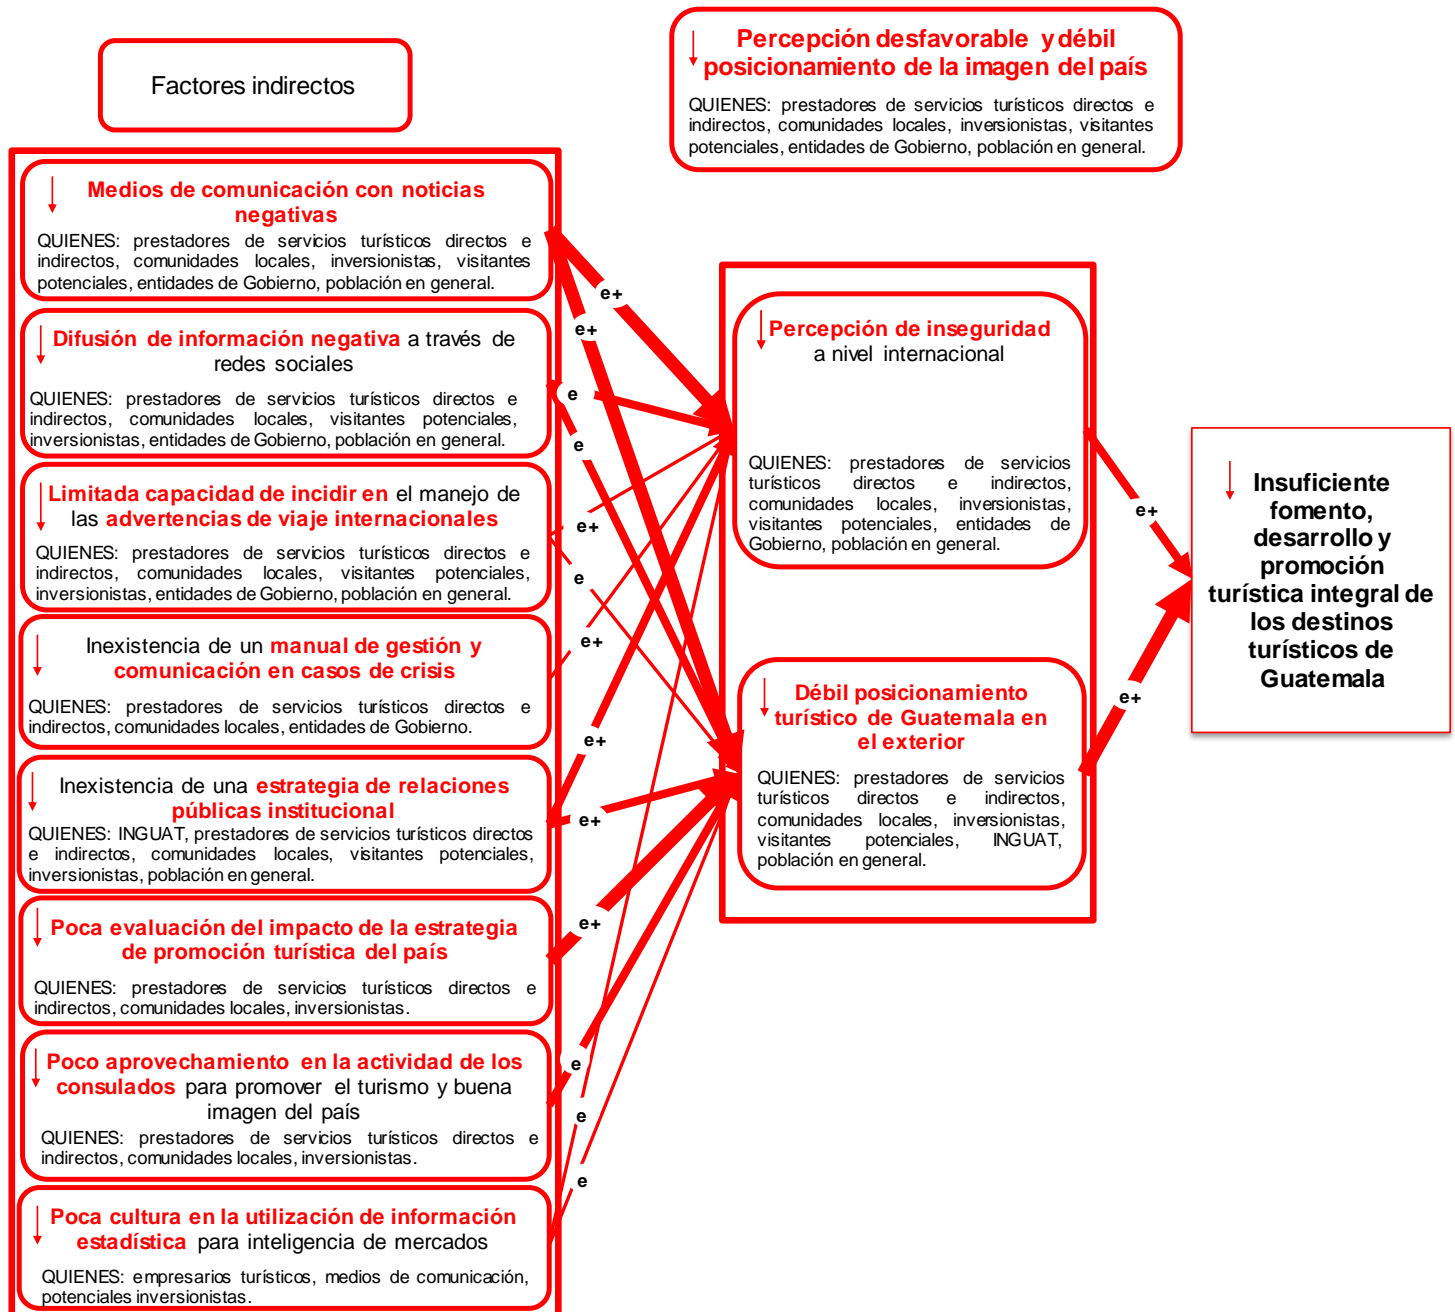 Factores indirectos
Percepción desfavorable y débil
posicionamiento de la imagen del país
QUIENES: prestadores de servicios turísticos directos e
indirectos, comunidades locales, inversionistas, visitantes
potenciales, entidades de Gobierno, población en general.
Medios de comunicación con noticias
negativas
QUIENES: prestadores de servicios turísticos directos e
indirectos, comunidades locales, inversionistas, visitantes
potenciales, entidades de Gobierno, población en general.
Difusión de información negativa a través de
redes sociales
QUIENES: prestadores de servicios turísticos directos e
indirectos, comunidades locales, visitantes potenciales,
inversionistas, entidades de Gobierno, población en general.
Limitada capacidad de incidir en el manejo de
las advertencias de viaje internacionales
QUIENES: prestadores de servicios turísticos directos e
indirectos, comunidades locales, visitantes potenciales,
inversionistas, entidades de Gobierno, población en general.
Inexistencia de un manual de gestión y
comunicación en casos de crisis
QUIENES: prestadores de servicios turísticos directos e
indirectos, comunidades locales, entidades de Gobierno.
Inexistencia de una estrategia de relaciones
públicas institucional
QUIENES: INGUAT, prestadores de servicios turísticos directos
e indirectos, comunidades locales, visitantes potenciales,
inversionistas, población en general.
Poca evaluación del impacto de la estrategia
de promoción turística del país
QUIENES: prestadores de servicios turísticos directos e
indirectos, comunidades locales, inversionistas.
Poco aprovechamiento en la actividad de los
consulados para promover el turismo y buena
imagen del país
QUIENES: prestadores de servicios turísticos directos e
indirectos, comunidades locales, inversionistas.
Poca cultura en la utilización de información
estadística para inteligencia de mercados
QUIENES: empresarios turísticos, medios de comunicación,
potenciales inversionistas.
e+
e+
e
e
e+
e
e+
e+
e+
e+
e
e
e
Percepción de inseguridad
a nivel internacional
QUIENES: prestadores de servicios
turísticos directos e indirectos,
comunidades locales, inversionistas,
visitantes potenciales, entidades de
Gobierno, población en general.
Débil posicionamiento
turístico de Guatemala en
el exterior
QUIENES: prestadores de servicios
turísticos directos e indirectos,
comunidades locales, inversionistas,
visitantes potenciales, INGUAT,
población en general.
e+
e+
Insuficiente
fomento,
desarrollo y
promoción
turística integral de
los destinos
turísticos de
Guatemala